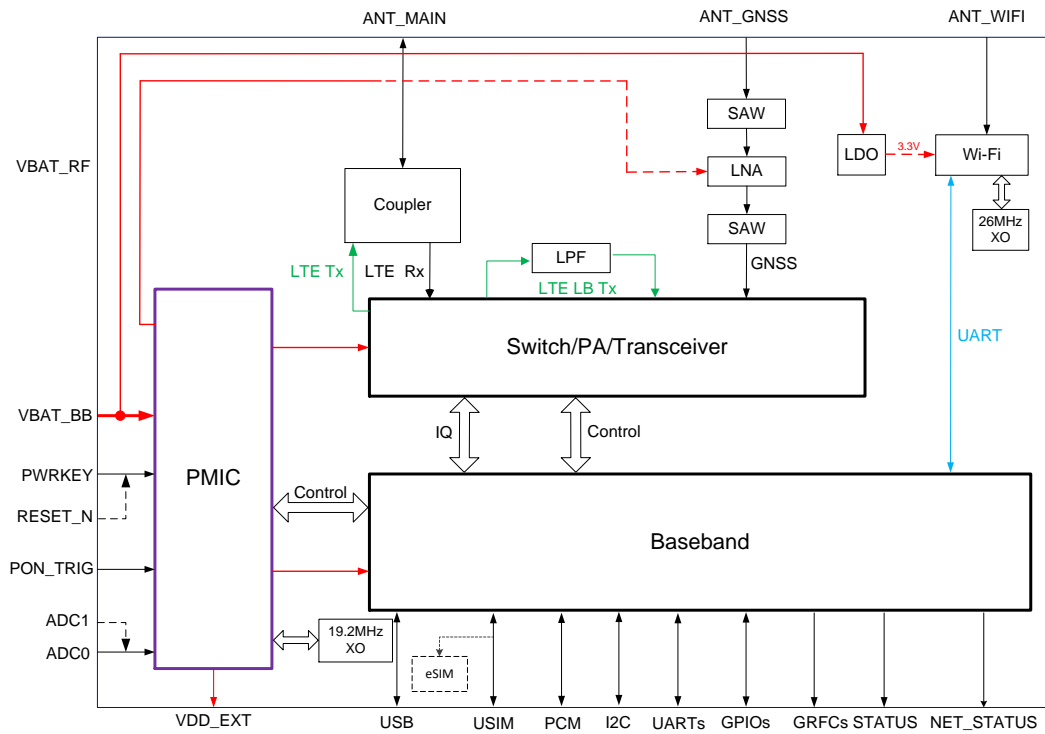 ANT_MAIN
ANT_GNSS
ANT_WIFI
SAW
VBAT_RF
LDO
3.3V
Wi-Fi
LNA
Coupler
SAW
26MHz
XO
LTE Tx
LTE Rx
LPF
GNSS
LTE LB Tx
Switch/PA/Transceiver
UART
VBAT_BB
IQ
Control
PWRKEY
PMIC
Control
RESET_N
Baseband
PON_TRIG
ADC1
19.2MHz
XO
ADC0
eSIM
VDD_EXT
USB
USIM
PCM
I2C
UARTs
GPIOs
GRFCs
STATUS
NET_STATUS